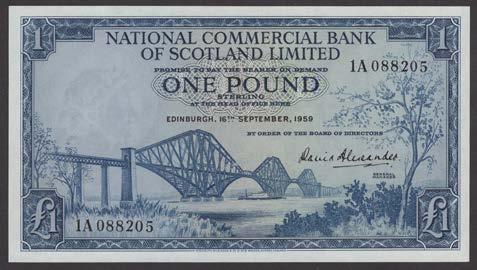 £1
NATIONAL COMMERCIAL BANK
OF SCOTLAND LIMITED
£1
PROMISE TO PAY THE BEARER ON DEMAND
1A 088205
ONE POUND
STERLING
AT THE HEAD OFFICE HERE
EDINBURGH, 16TH SEPTEMBER, 1959
BY ORDER OF THE BOARD OF DIRECTORS
David Alexander
GENERAL
MANAGER
1A 088205
£1
£1